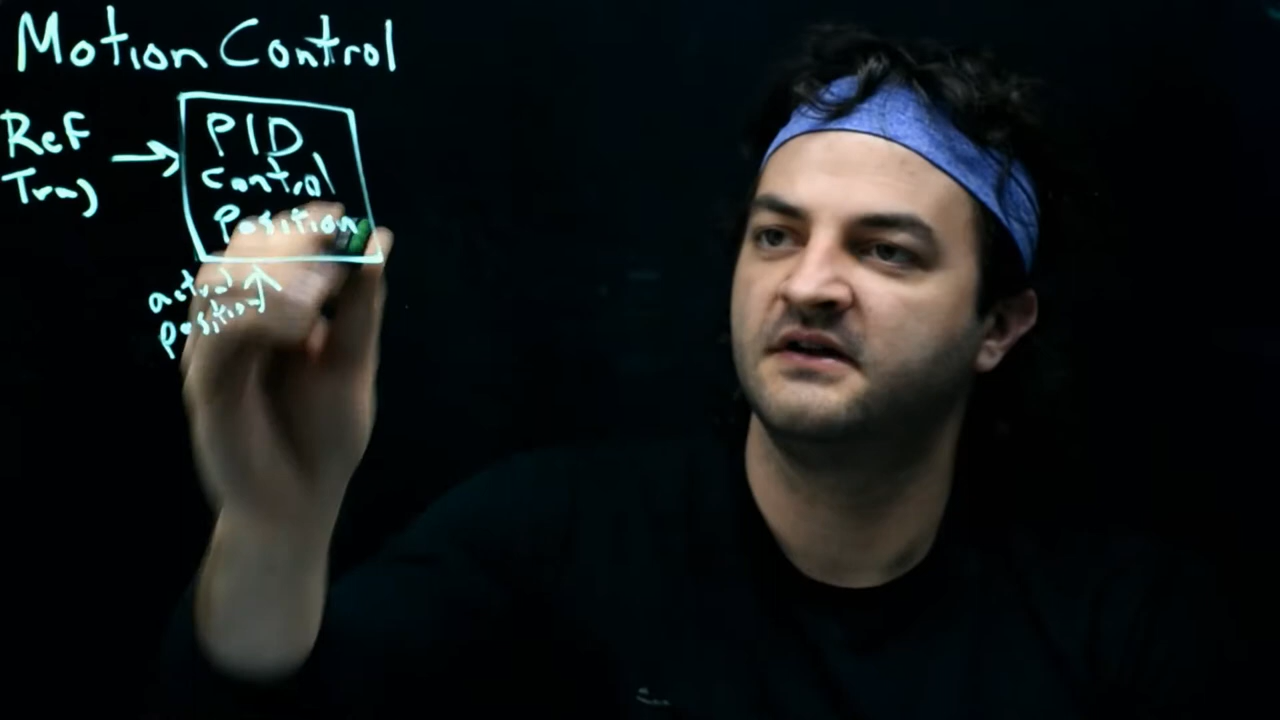 Motion Control
Ref
Traj
PID
control
position
actual
position